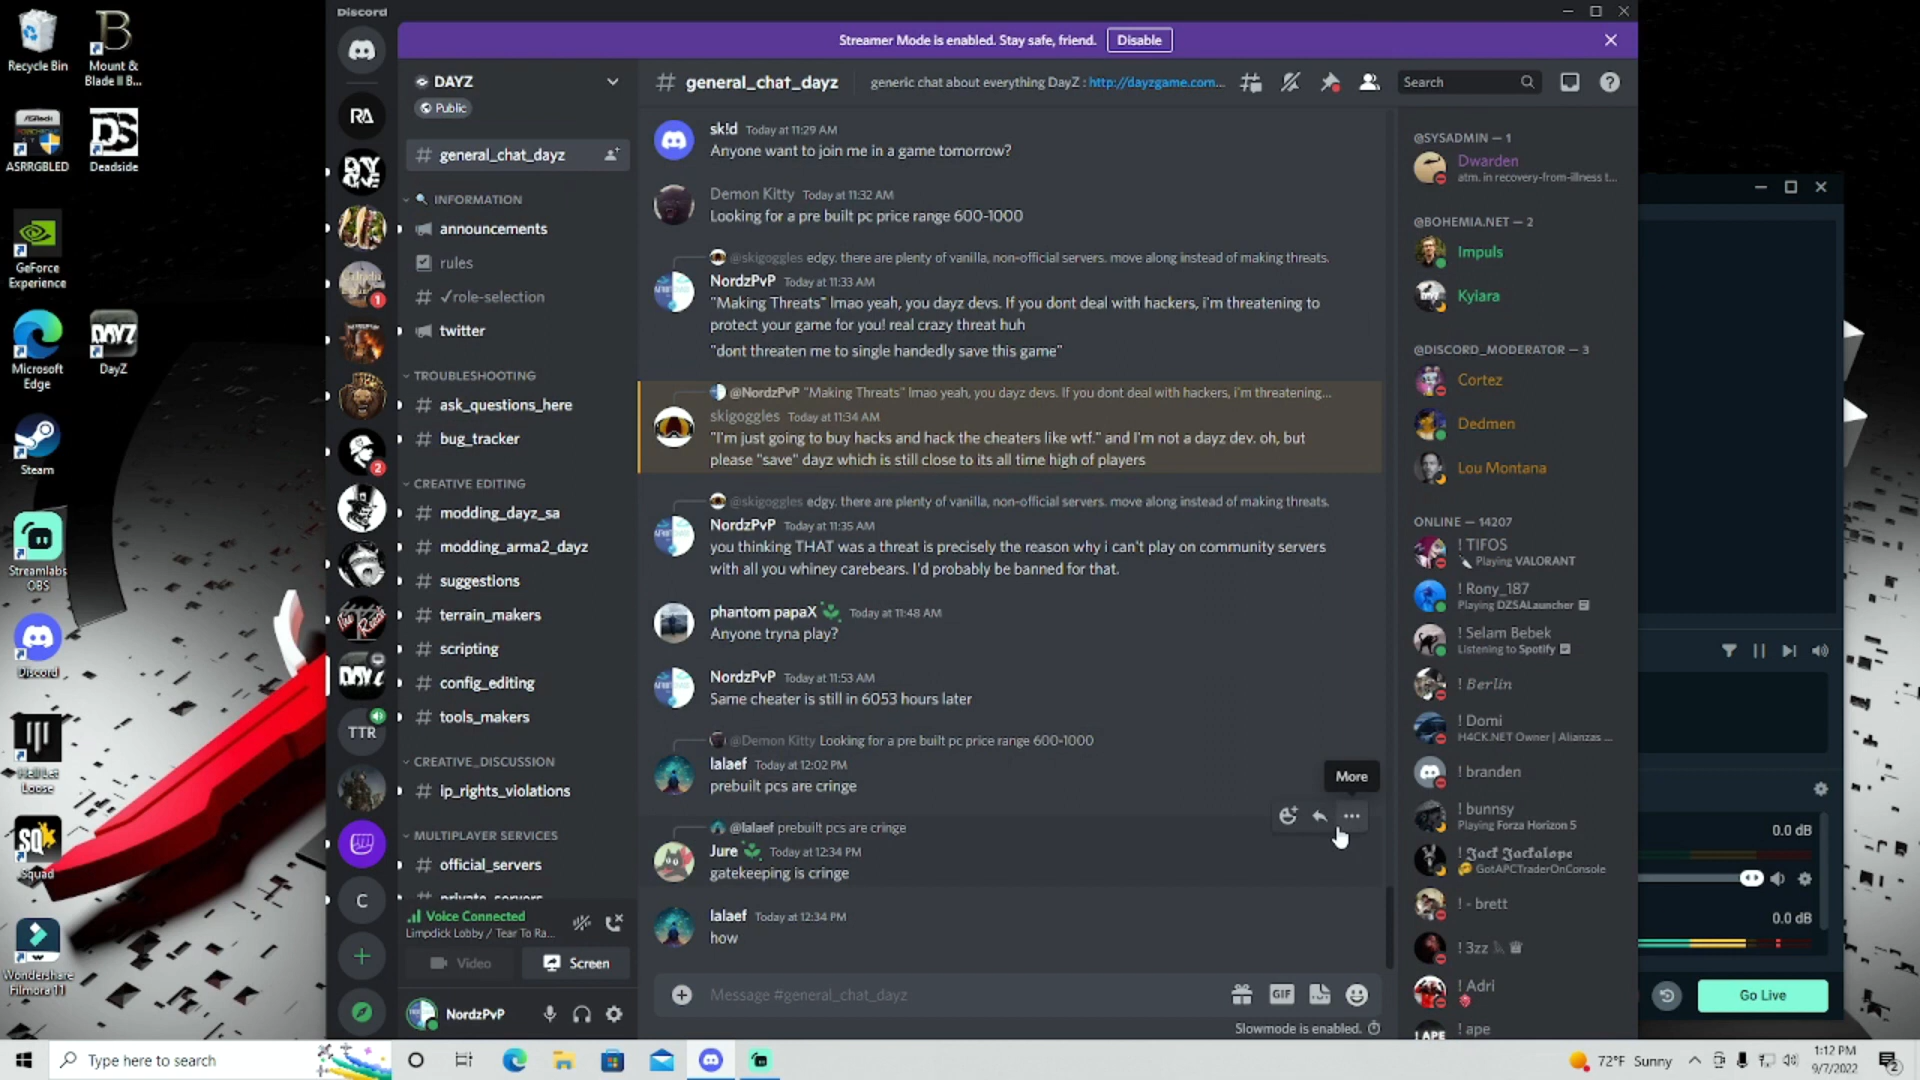 Recycle Bin
Mount &
Blade II B...
ASRRGBLED
Deadside
GeForce
Experience
Microsoft
Edge
DayZ
Steam
Streamlabs
OBS
Discord
Hell Let
Loose
Squad
Wondershare
Filmora 11
Discord
Streamer Mode is enabled. Stay safe, friend.
Disable
RA
TTR
C
DAYZ
Public
general_chat_dayz
INFORMATION
announcements
rules
✓role-selection
twitter
TROUBLESHOOTING
ask_questions_here
bug_tracker
CREATIVE EDITING
modding_dayz_sa
modding_arma2_dayz
suggestions
terrain_makers
scripting
config_editing
tools_makers
CREATIVE_DISCUSSION
ip_rights_violations
MULTIPLAYER SERVICES
official_servers
private_servers
Voice Connected
Limpdick Lobby / Tear To Ra...
Video
Screen
NordzPvP
# general_chat_dayz
generic chat about everything DayZ : http://dayzgame.com...
Search
sk!d Today at 11:29 AM
Anyone want to join me in a game tomorrow?
Demon Kitty Today at 11:32 AM
Looking for a pre built pc price range 600-1000
@skigoggles edgy. there are plenty of vanilla, non-official servers. move along instead of making threats.
NordzPvP Today at 11:33 AM
"Making Threats" lmao yeah, you dayz devs. If you dont deal with hackers, i'm threatening to
protect your game for you! real crazy threat huh
"dont threaten me to single handedly save this game"
@NordzPvP "Making Threats" lmao yeah, you dayz devs. If you dont deal with hackers, i'm threatening...
skigoggles Today at 11:34 AM
"I'm just going to buy hacks and hack the cheaters like wtf." and I'm not a dayz dev. oh, but
please "save" dayz which is still close to its all time high of players
@skigoggles edgy. there are plenty of vanilla, non-official servers. move along instead of making threats.
NordzPvP Today at 11:35 AM
you thinking THAT was a threat is precisely the reason why i can't play on community servers
with all you whiney carebears. I'd probably be banned for that.
phantom papaX Today at 11:48 AM
Anyone tryna play?
NordzPvP Today at 11:53 AM
Same cheater is still in 6053 hours later
@Demon Kitty Looking for a pre built pc price range 600-1000
lalaef Today at 12:02 PM
prebuilt pcs are cringe
More
@lalaef prebuilt pcs are cringe
Jure Today at 12:34 PM
gatekeeping is cringe
lalaef Today at 12:34 PM
how
Message #general_chat_dayz
GIF
Slowmode is enabled.
@SYSADMIN — 1
Dwarden
atm. in recovery-from-illness t...
@BOHEMIA.NET — 2
Impuls
Kyiara
@DISCORD_MODERATOR — 3
Cortez
Dedmen
Lou Montana
ONLINE — 14207
! TIFOS
Playing VALORANT
! Rony_187
Playing DZSALauncher
! Selam Bebek
Listening to Spotify
! Berlin
! Domi
H4CK.NET Owner | Alianzas ...
! branden
! bunnsy
Playing Forza Horizon 5
! Jack Jackalope
GotAPCTraderOnConsole
! - brett
! 3zz
! Adri
! ape
0.0 dB
0.0 dB
Go Live
Type here to search
72°F Sunny
1:12 PM
9/7/2022
2